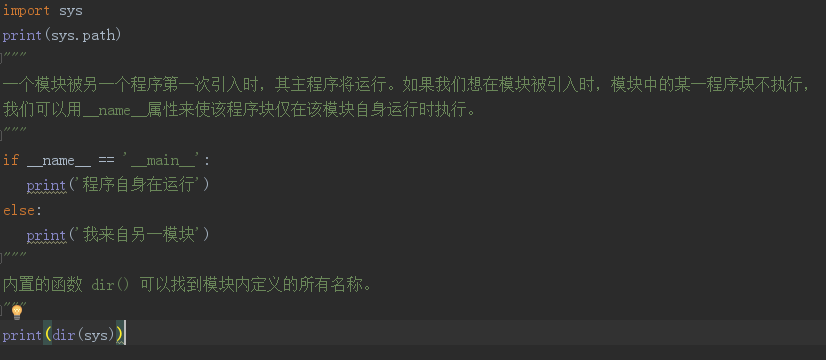 import sys
print(sys.path)
"""
一个模块被另一个程序第一次引入时，其主程序将运行。如果我们想在模块被引入时，模块中的某一程序块不执行，
我们可以用__name__属性来使该程序块仅在该模块自身运行时执行。
"""
if __name__ == '__main__':
   print('程序自身在运行')
else:
   print('我来自另一模块')
"""
内置的函数 dir() 可以找到模块内定义的所有名称。
"""
print(dir(sys))